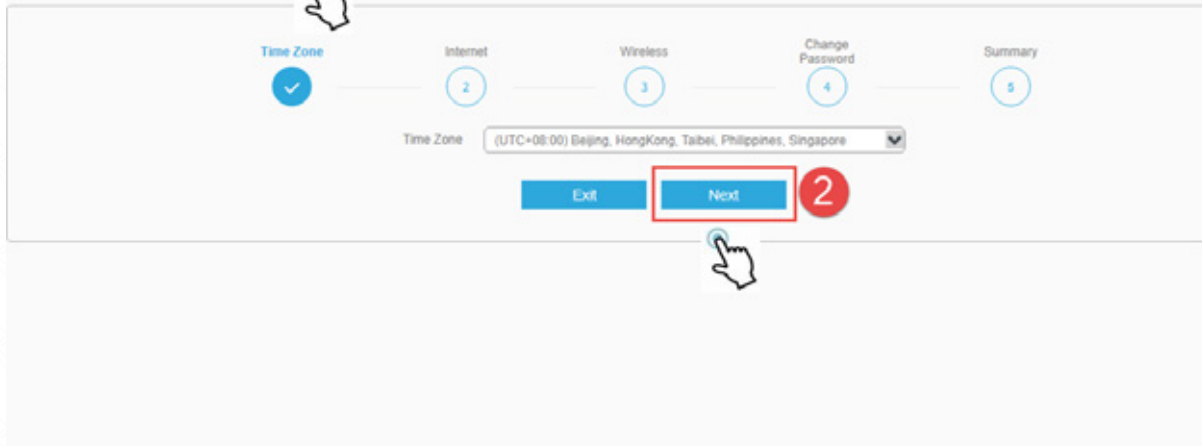 Time Zone
Internet
Wireless
Change
Password
Summary
2
3
4
5
Time Zone
(UTC+08:00) Beijing, HongKong, Taibei, Philippines, Singapore
Exit
Next
2